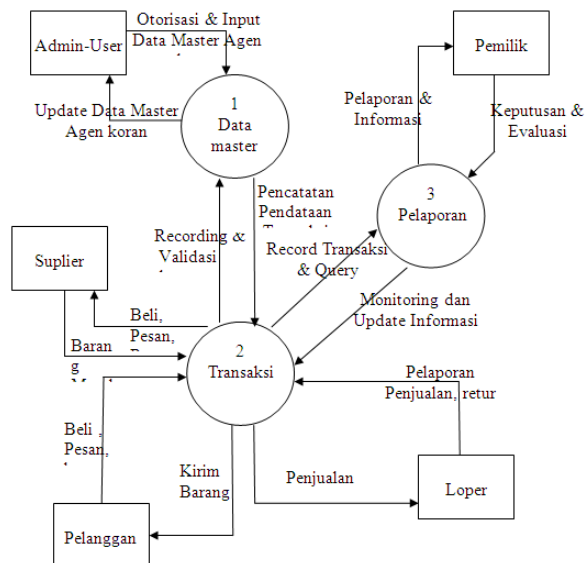 Otorisasi & Input
Data Master Agen
Admin-User
Pemilik
Update Data Master
Agen koran
1
Data
master
Pelaporan &
Informasi
Keputusan &
Evaluasi
3
Pelaporan
Pencatatan
Pendataan
Recording &
Validasi
Record Transaksi
& Query
Suplier
Monitoring dan
Update Informasi
Beli,
Pesan,
Baran
g
2
Transaksi
Pelaporan
Penjualan, retur
Beli ,
Pesan,
Kirim
Barang
Penjualan
Loper
Pelanggan